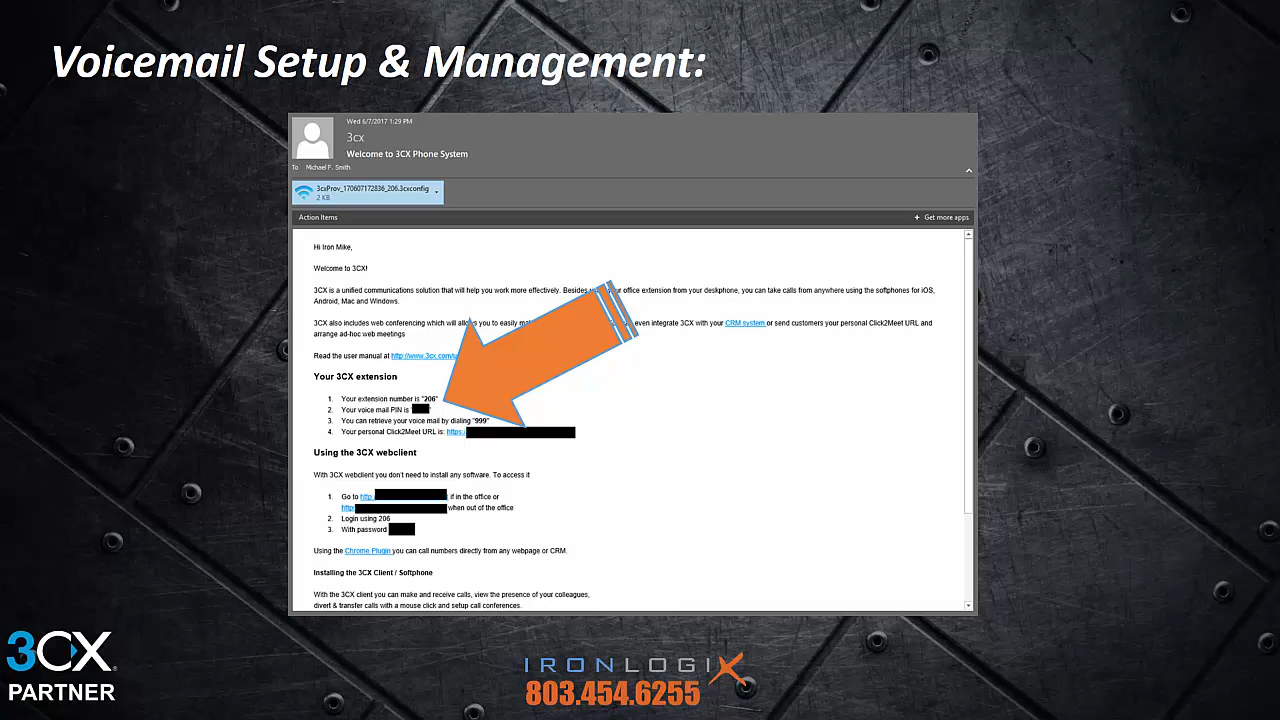 Voicemail Setup & Management:
Wed 6/7/2017 1:29 PM
3cx
Welcome to 3CX Phone System
To Michael F. Smith
3cxProv_170607172836_206.3cxconfig
2 KB
Action Items
+ Get more apps
Hi Iron Mike,
Welcome to 3CX!
3CX is a unified communications solution that will help you work more effectively. Besides office extension from your deskphone, you can take calls from anywhere using the softphones for iOS,
Android, Mac and Windows.
3CX also includes web conferencing which will allows you to easily even integrate 3CX with your CRM system or send customers your personal Click2Meet URL and
arrange ad-hoc web meetings
Read the user manual at http://www.3cx.com/
Your 3CX extension
1. Your extension number is "206"
2. Your voice mail PIN is "
3. You can retrieve your voice mail by dialing "999"
4. Your personal Click2Meet URL is: https:
Using the 3CX webclient
With 3CX webclient you don't need to install any software. To access it
1. Go to http: if in the office or
http: when out of the office
2. Login using 206
3. With password
Using the Chrome Plugin you can call numbers directly from any webpage or CRM.
Installing the 3CX Client / Softphone
With the 3CX client you can make and receive calls, view the presence of your colleagues,
divert & transfer calls with a mouse click and setup call conferences.
3CX
PARTNER
IRONLOGIX
803.454.6255